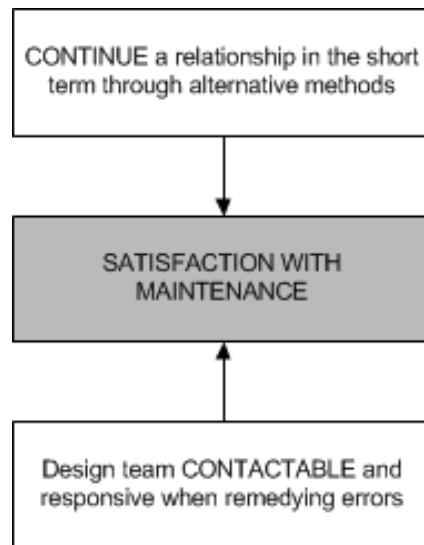 CONTINUE a relationship in the short
term through alternative methods
SATISFACTION WITH
MAINTENANCE
Design team CONTACTABLE and
responsive when remedying errors